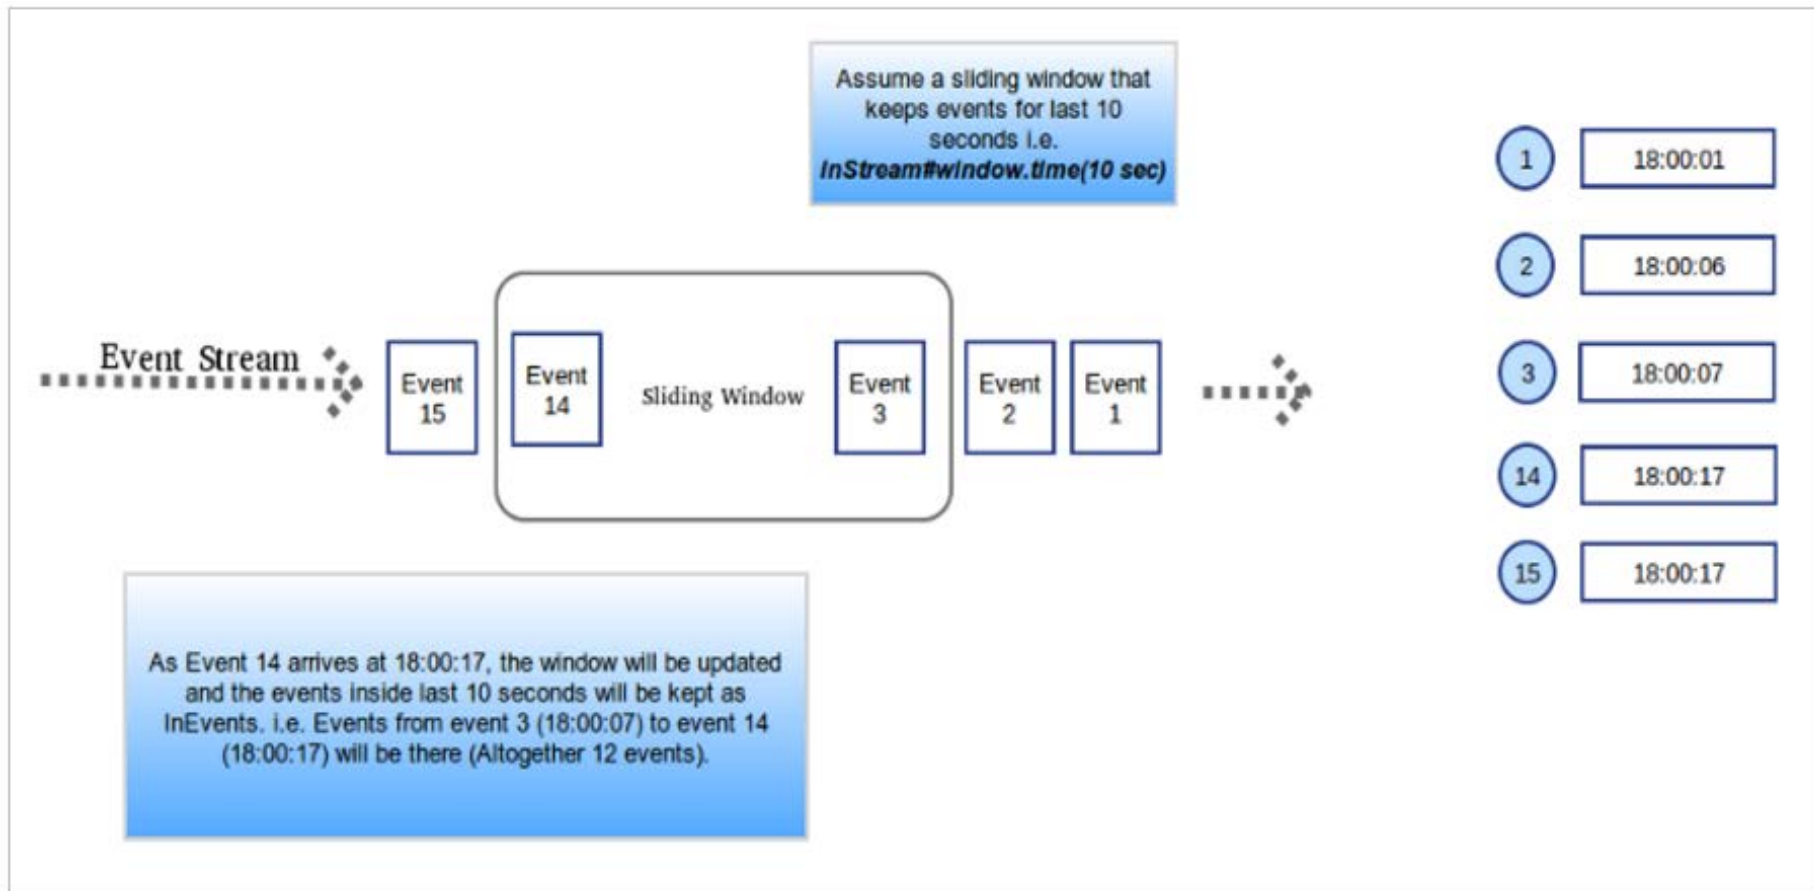 Assume a sliding window that
keeps events for last 10
seconds i.e.
InStream#window.time(10 sec)
1
18:00:01
2
18:00:06
3
18:00:07
14
18:00:17
15
18:00:17
Event Stream
Event
15
Event
14
Sliding Window
Event
3
Event
2
Event
1
As Event 14 arrives at 18:00:17, the window will be updated
and the events inside last 10 seconds will be kept as
InEvents. i.e. Events from event 3 (18:00:07) to event 14
(18:00:17) will be there (Altogether 12 events).